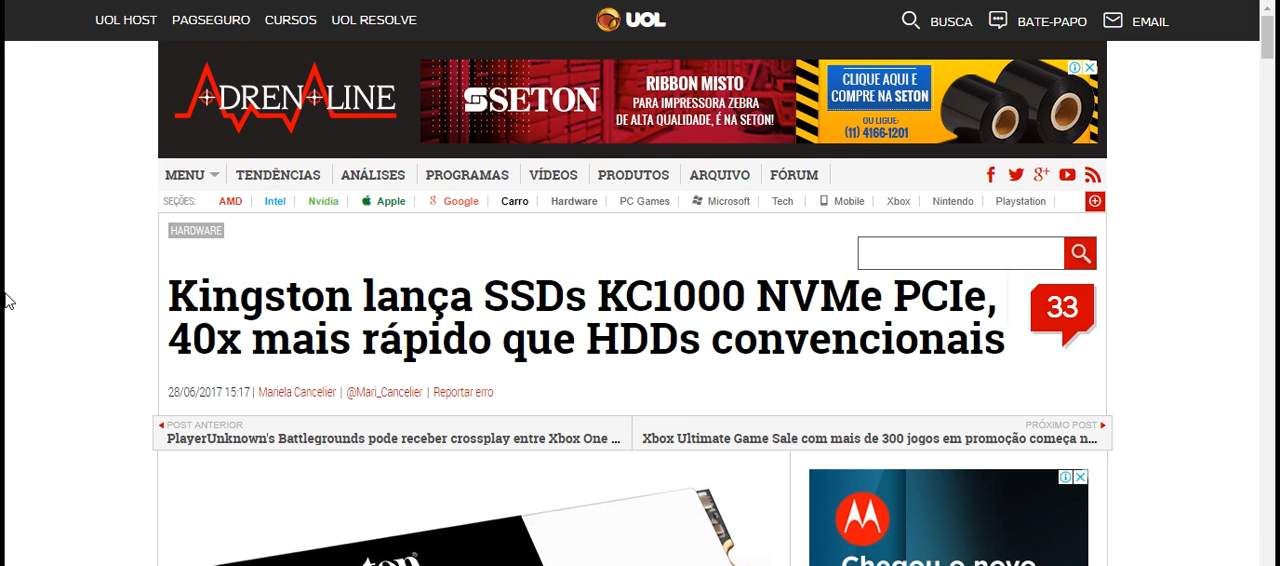 UOL HOST PAGSEGURO CURSOS UOL RESOLVE UOL BUSCA BATE-PAPO EMAIL
ADRENALINE
SETON
RIBBON MISTO
PARA IMPRESSORA ZEBRA
DE ALTA QUALIDADE, É NA SETON!
CLIQUE AQUI E
COMPRE NA SETON
OU LIGUE:
(11) 4166-1201
MENU TENDÊNCIAS ANÁLISES PROGRAMAS VÍDEOS PRODUTOS ARQUIVO FÓRUM
SEÇÕES: AMD Intel Nvidia Apple Google Carro Hardware PC Games Microsoft Tech Mobile Xbox Nintendo Playstation
HARDWARE
Kingston lança SSDs KC1000 NVMe PCIe,
40x mais rápido que HDDs convencionais
33
28/06/2017 15:17 | Mariela Cancelier | @Mari_Cancelier | Reportar erro
POST ANTERIOR
PlayerUnknown's Battlegrounds pode receber crossplay entre Xbox One ...
PRÓXIMO POST
Xbox Ultimate Game Sale com mais de 300 jogos em promoção começa n...
Chegou o novo